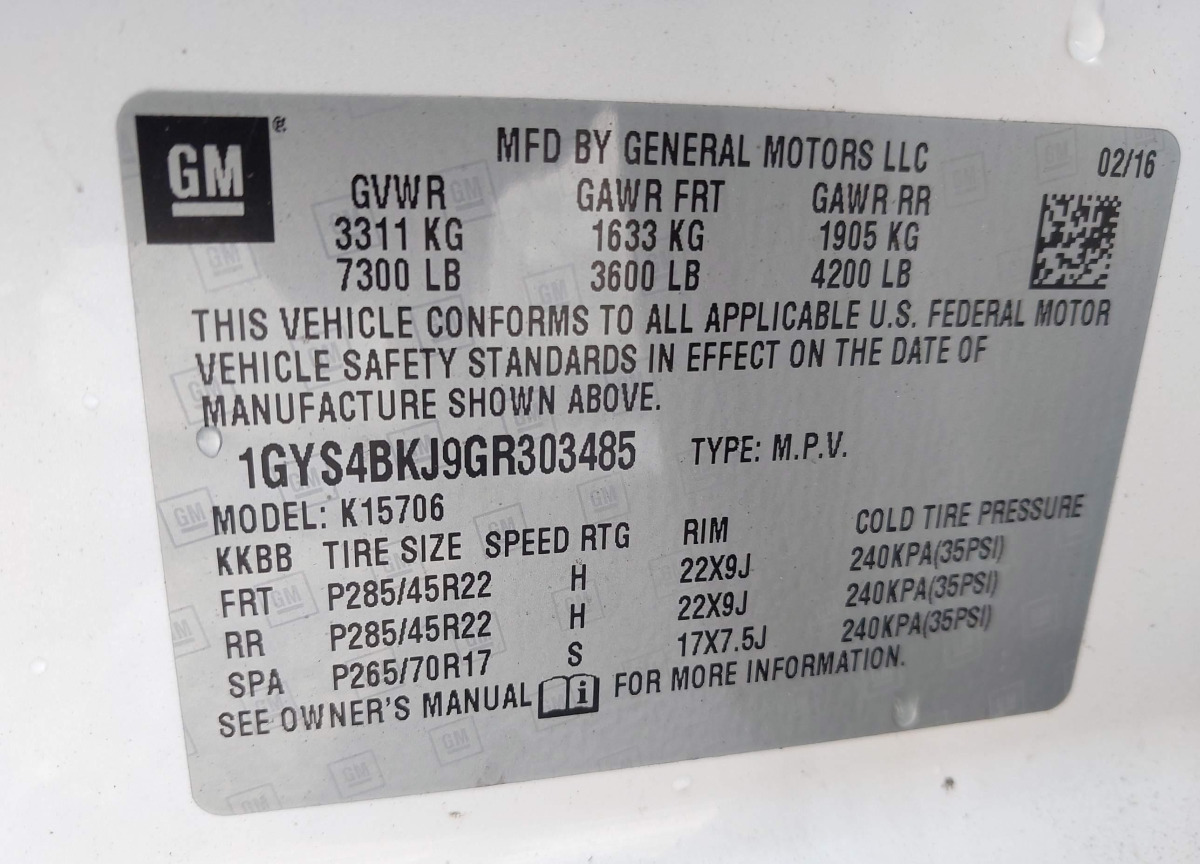 GM ®
MFD BY GENERAL MOTORS LLC 02/16
GVWR GAWR FRT GAWR RR
3311 KG 1633 KG 1905 KG
7300 LB 3600 LB 4200 LB
THIS VEHICLE CONFORMS TO ALL APPLICABLE U.S. FEDERAL MOTOR
VEHICLE SAFETY STANDARDS IN EFFECT ON THE DATE OF
MANUFACTURE SHOWN ABOVE.
1GYS4BKJ9GR303485 TYPE: M.P.V.
MODEL: K15706
KKBB TIRE SIZE SPEED RTG RIM COLD TIRE PRESSURE
FRT P285/45R22 H 22X9J 240KPA(35PSI)
RR P285/45R22 H 22X9J 240KPA(35PSI)
SPA P265/70R17 S 17X7.5J 240KPA(35PSI)
SEE OWNER'S MANUAL i FOR MORE INFORMATION.